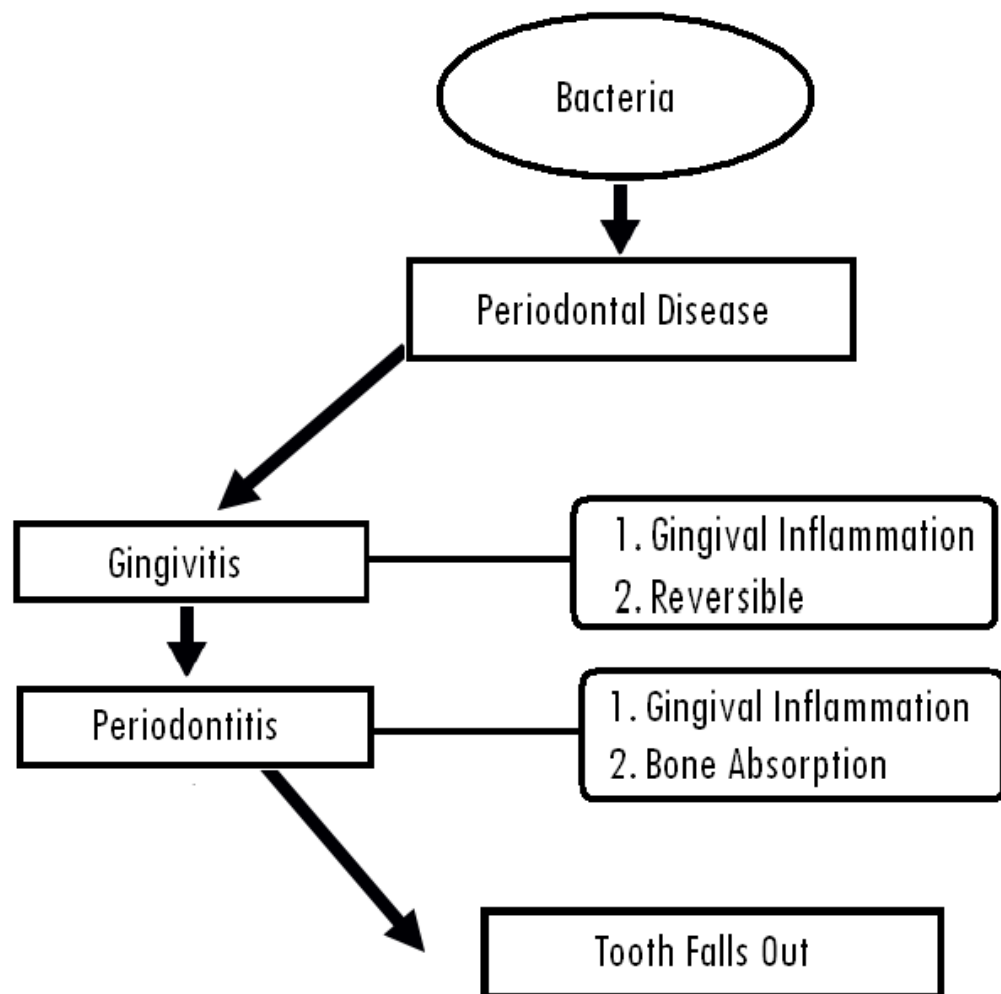 Bacteria
Periodontal Disease
Gingivitis
1. Gingival Inflammation
2. Reversible
Periodontitis
1. Gingival Inflammation
2. Bone Absorption
Tooth Falls Out